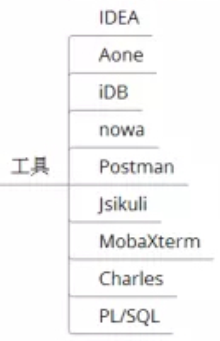 工具
IDEA
Aone
iDB
nowa
Postman
Jsikuli
MobaXterm
Charles
PL/SQL